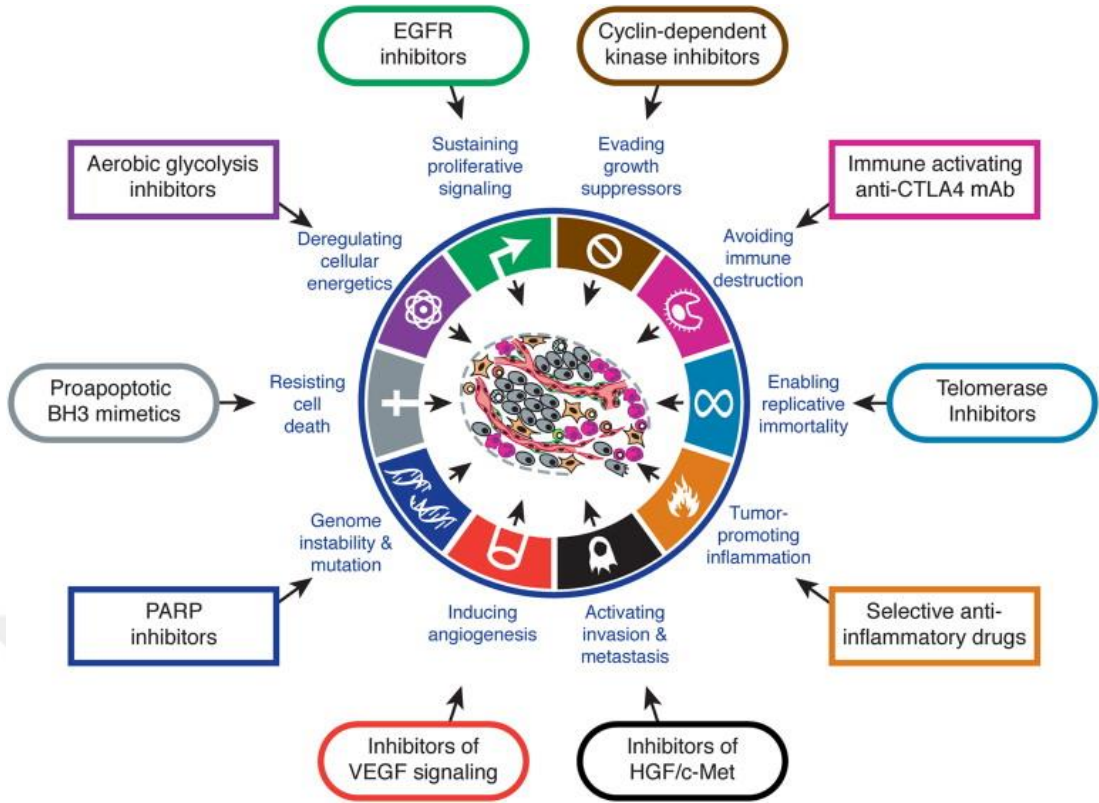 EGFR
inhibitors
Cyclin-dependent
kinase inhibitors
Sustaining
proliferative
signaling
Evading
growth
suppressors
Aerobic glycolysis
inhibitors
Immune activating
anti-CTLA4 mAb
Deregulating
cellular
energetics
Avoiding
immune
destruction
Proapoptotic
BH3 mimetics
Resisting
cell
death
Enabling
replicative
immortality
Telomerase
Inhibitors
Genome
instability &
mutation
Tumor-
promoting
inflammation
PARP
inhibitors
Inducing
angiogenesis
Activating
invasion &
metastasis
Selective anti-
inflammatory drugs
Inhibitors of
VEGF signaling
Inhibitors of
HGF/c-Met